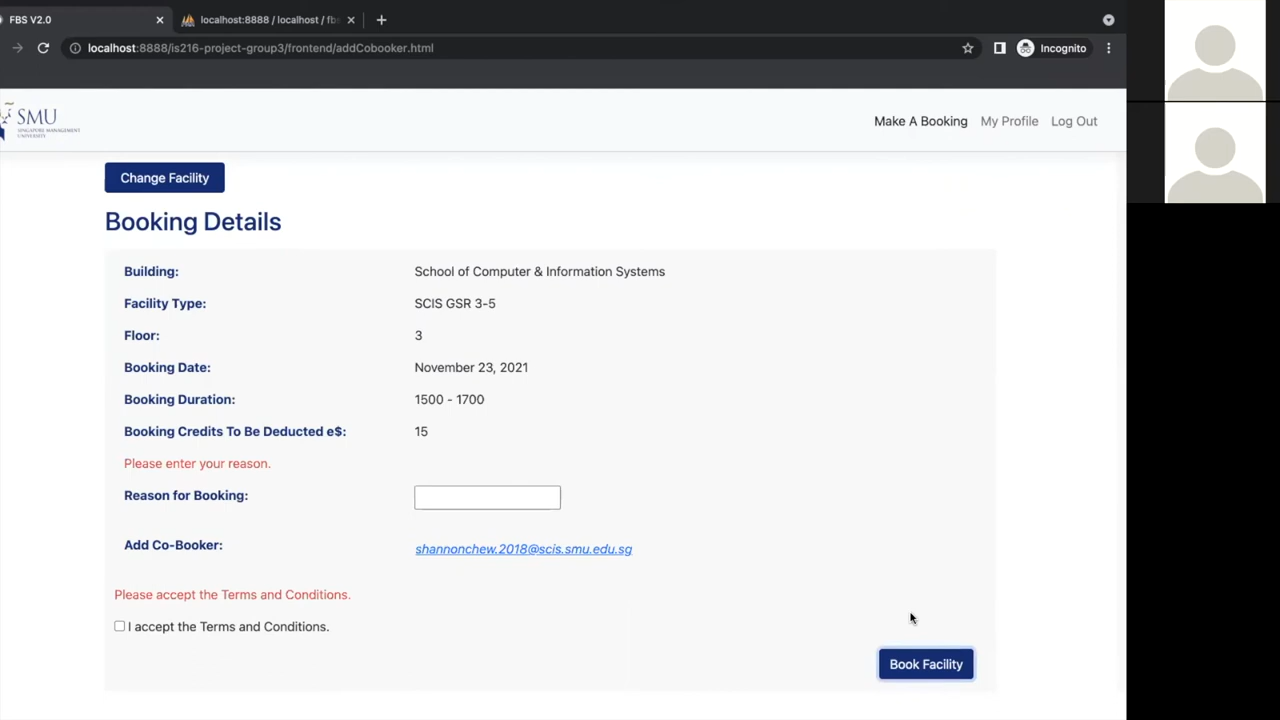 FBS V2.0
localhost:8888 / localhost / fbs
localhost:8888/is216-project-group3/frontend/addCobooker.html
Incognito
SMU
SINGAPORE MANAGEMENT
UNIVERSITY
Make A Booking
My Profile
Log Out
Change Facility
Booking Details
Building: School of Computer & Information Systems
Facility Type: SCIS GSR 3-5
Floor: 3
Booking Date: November 23, 2021
Booking Duration: 1500 - 1700
Booking Credits To Be Deducted e$: 15
Please enter your reason.
Reason for Booking:
Add Co-Booker: shannonchew.2018@scis.smu.edu.sg
Please accept the Terms and Conditions.
I accept the Terms and Conditions.
Book Facility